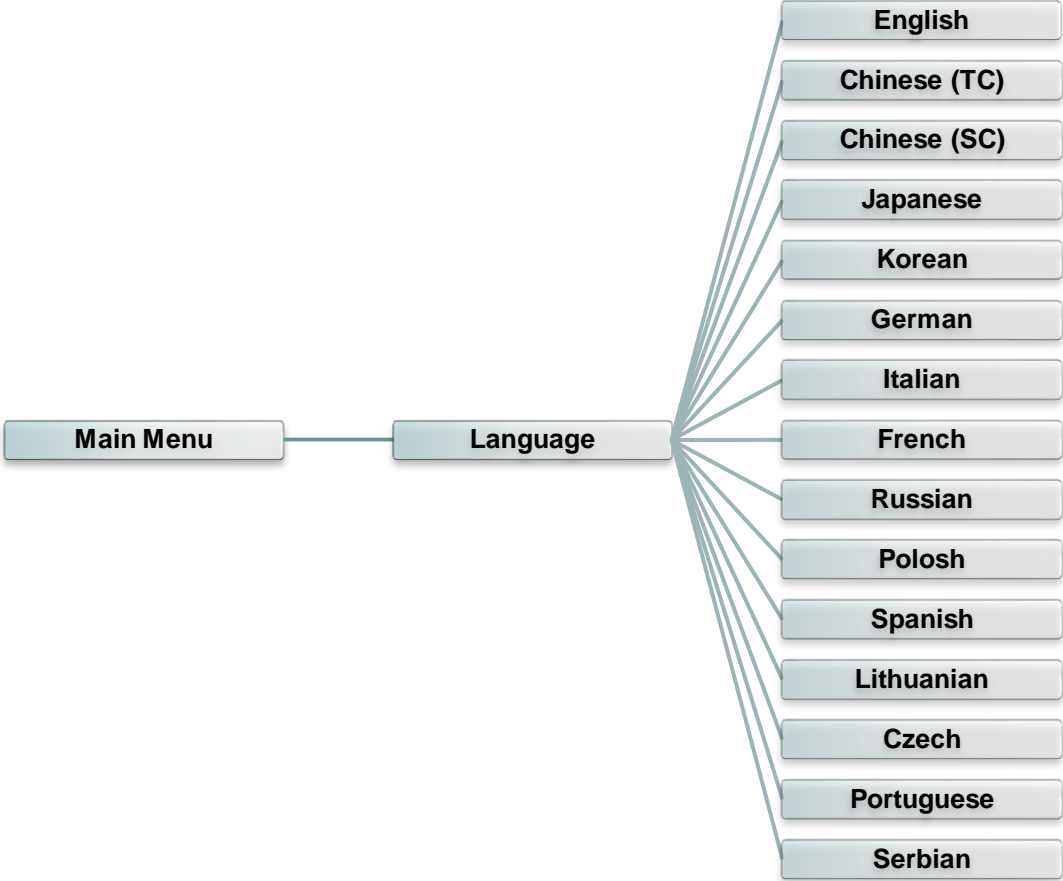 Main Menu
Language
English
Chinese (TC)
Chinese (SC)
Japanese
Korean
German
Italian
French
Russian
Polosh
Spanish
Lithuanian
Czech
Portuguese
Serbian